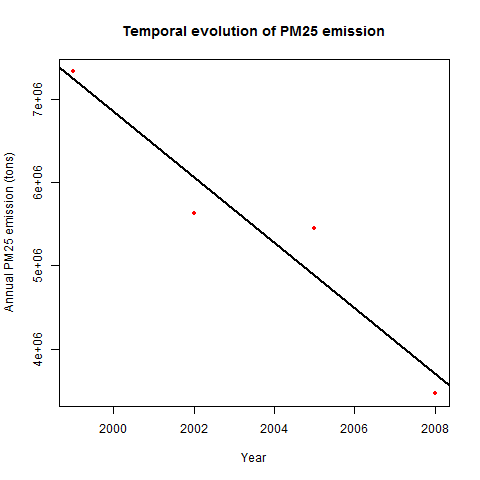 Temporal evolution of PM25 emission
Annual PM25 emission (tons)
7e+06
6e+06
5e+06
4e+06
2000 2002 2004 2006 2008
Year